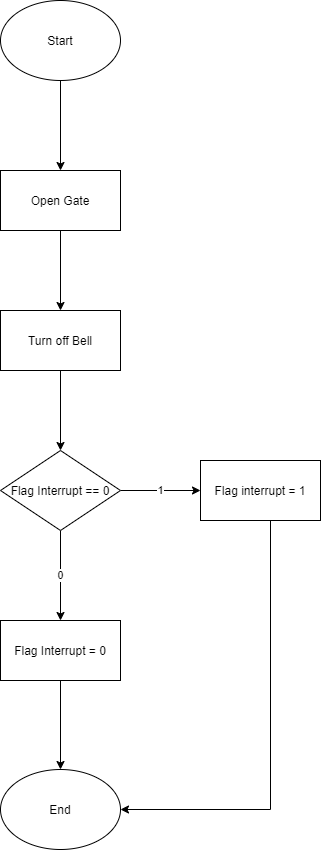 Start
Open Gate
Turn off Bell
Flag Interrupt == 0
1
Flag interrupt = 1
0
Flag Interrupt = 0
End